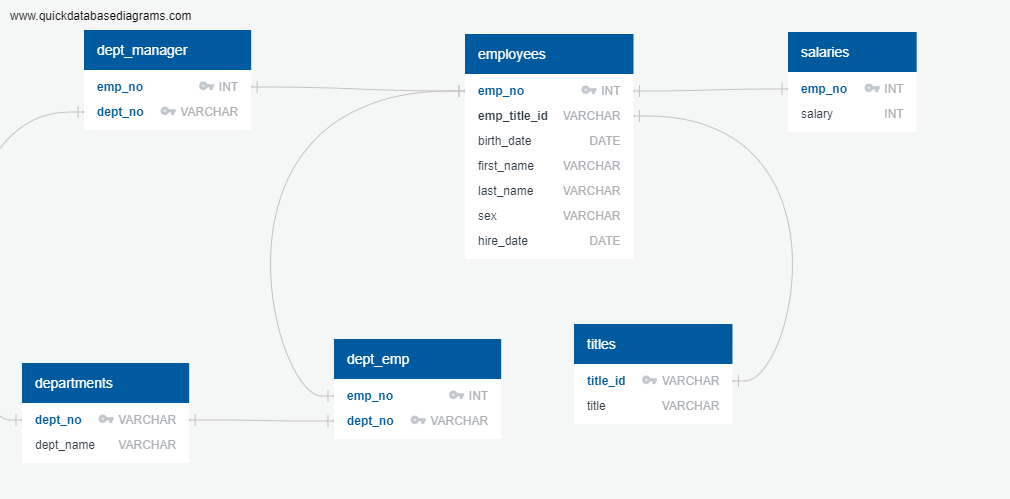 www.quickdatabasediagrams.com
dept_manager
emp_no INT
dept_no VARCHAR
employees
emp_no INT
emp_title_id VARCHAR
birth_date DATE
first_name VARCHAR
last_name VARCHAR
sex VARCHAR
hire_date DATE
salaries
emp_no INT
salary INT
departments
dept_no VARCHAR
dept_name VARCHAR
dept_emp
emp_no INT
dept_no VARCHAR
titles
title_id VARCHAR
title VARCHAR